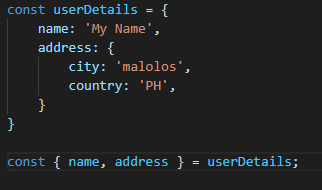 const userDetails = {
    name: 'My Name',
    address: {
        city: 'malolos',
        country: 'PH',
    }
}
const { name, address } = userDetails;